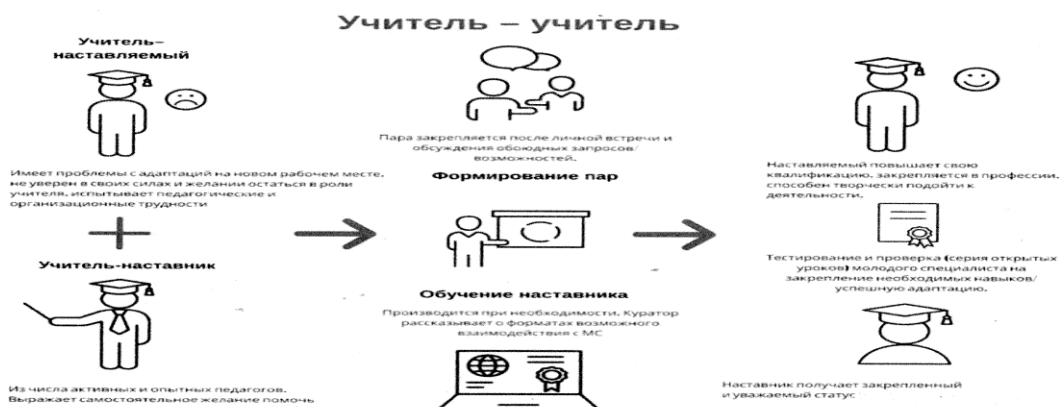 Учитель – учитель
Учитель–
наставляемый
Имеет проблемы с адаптаций на новом рабочем месте,
не уверен в своих силах и желании остаться в роли
учителя, испытывает педагогические и
организационные трудности
Учитель-наставник
Из числа активных и опытных педагогов.
Выражает самостоятельное желание помочь
Пара закрепляется после личной встречи и
обсуждения обоюдных запросов/
возможностей.
Формирование пар
Обучение наставника
Производится при необходимости. Куратор
рассказывает о форматах возможного
взаимодействия с МС
Наставляемый повышает свою
квалификацию, закрепляется в профессии,
способен творчески подойти к
деятельности.
Тестирование и проверка (серия открытых
уроков) молодого специалиста на
закрепление необходимых навыков/
успешную адаптацию.
Наставник получает закрепленный
и уважаемый статус